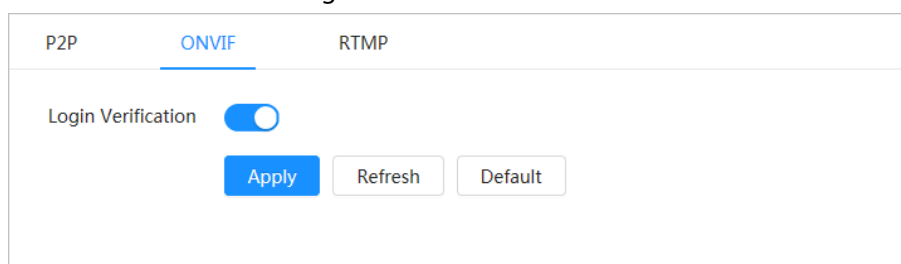 P2P ONVIF RTMP
Login Verification
Apply Refresh Default